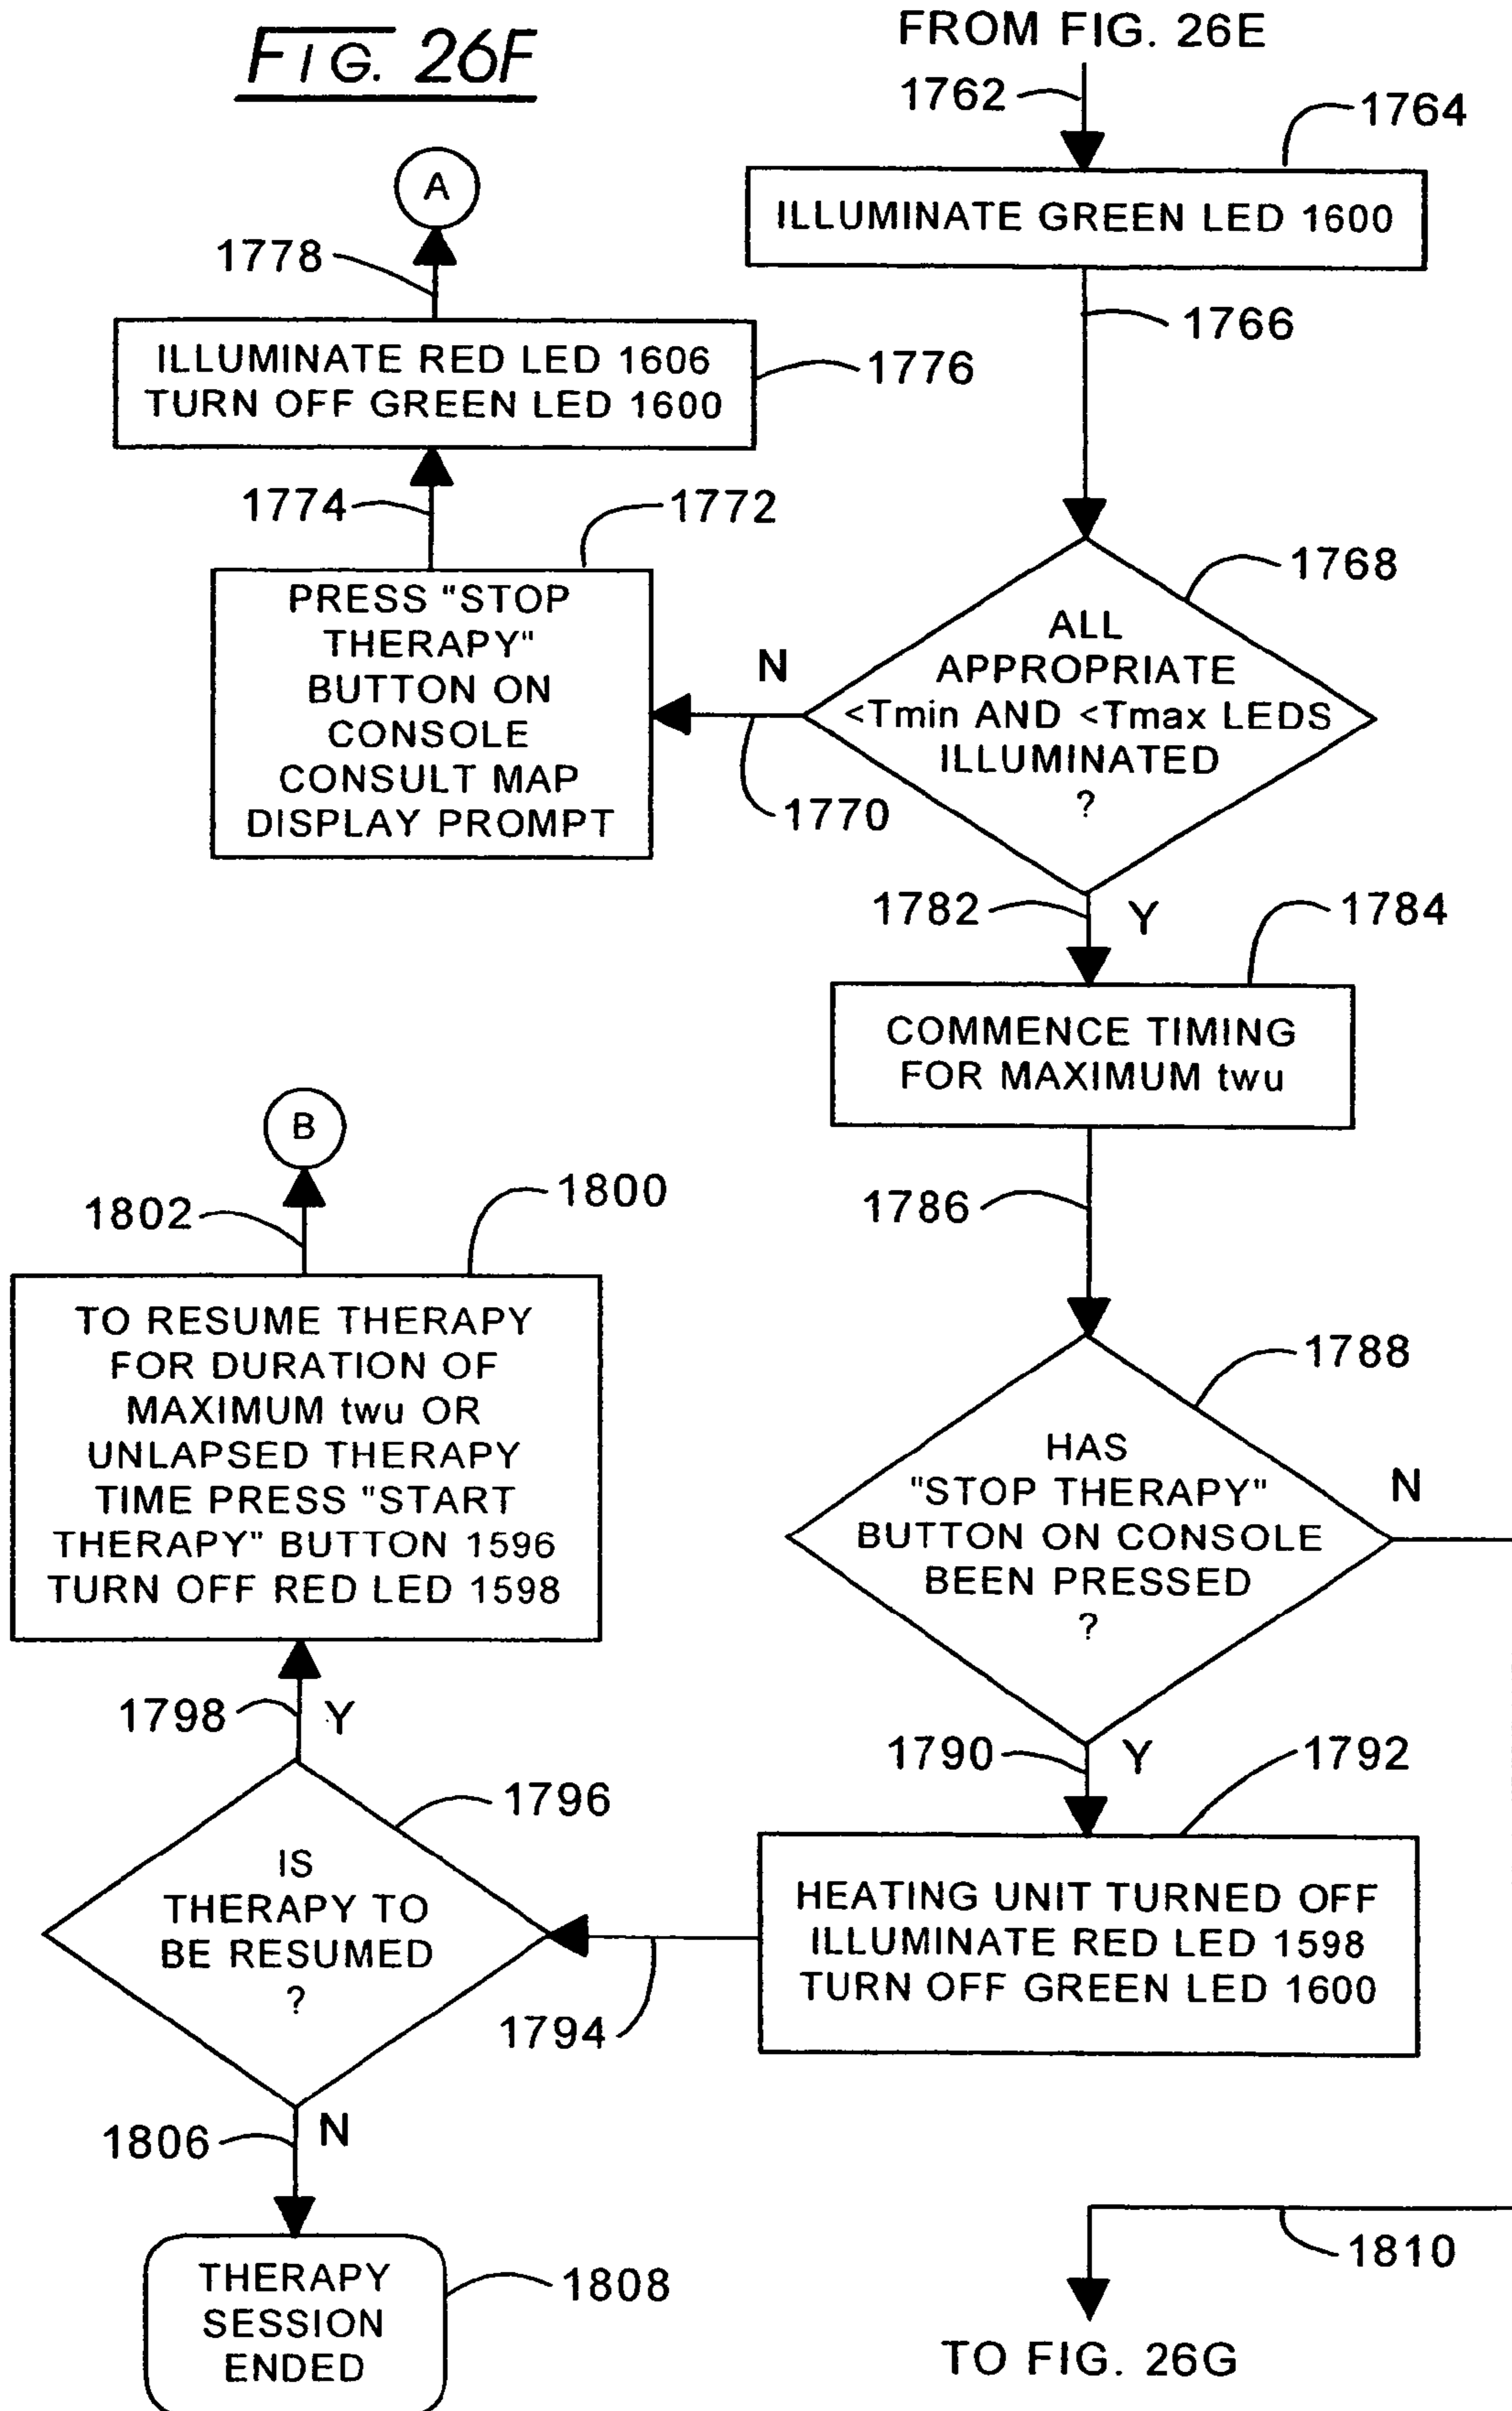 FIG. 26F
FROM FIG. 26E
1762
1764
ILLUMINATE GREEN LED 1600
1766
A
1778
ILLUMINATE RED LED 1606
TURN OFF GREEN LED 1600
1776
1774
1772
PRESS "STOP
THERAPY"
BUTTON ON
CONSOLE
CONSULT MAP
DISPLAY PROMPT
N
1770
1768
ALL
APPROPRIATE
<Tmin AND <Tmax LEDS
ILLUMINATED
?
1782
Y
1784
COMMENCE TIMING
FOR MAXIMUM twu
1786
B
1802
1800
TO RESUME THERAPY
FOR DURATION OF
MAXIMUM twu OR
UNLAPSED THERAPY
TIME PRESS "START
THERAPY" BUTTON 1596
TURN OFF RED LED 1598
1788
HAS
"STOP THERAPY"
BUTTON ON CONSOLE
BEEN PRESSED
?
N
1798
Y
1790
Y
1792
1796
IS
THERAPY TO
BE RESUMED
?
HEATING UNIT TURNED OFF
ILLUMINATE RED LED 1598
TURN OFF GREEN LED 1600
1794
1806
N
THERAPY
SESSION
ENDED
1808
1810
TO FIG. 26G